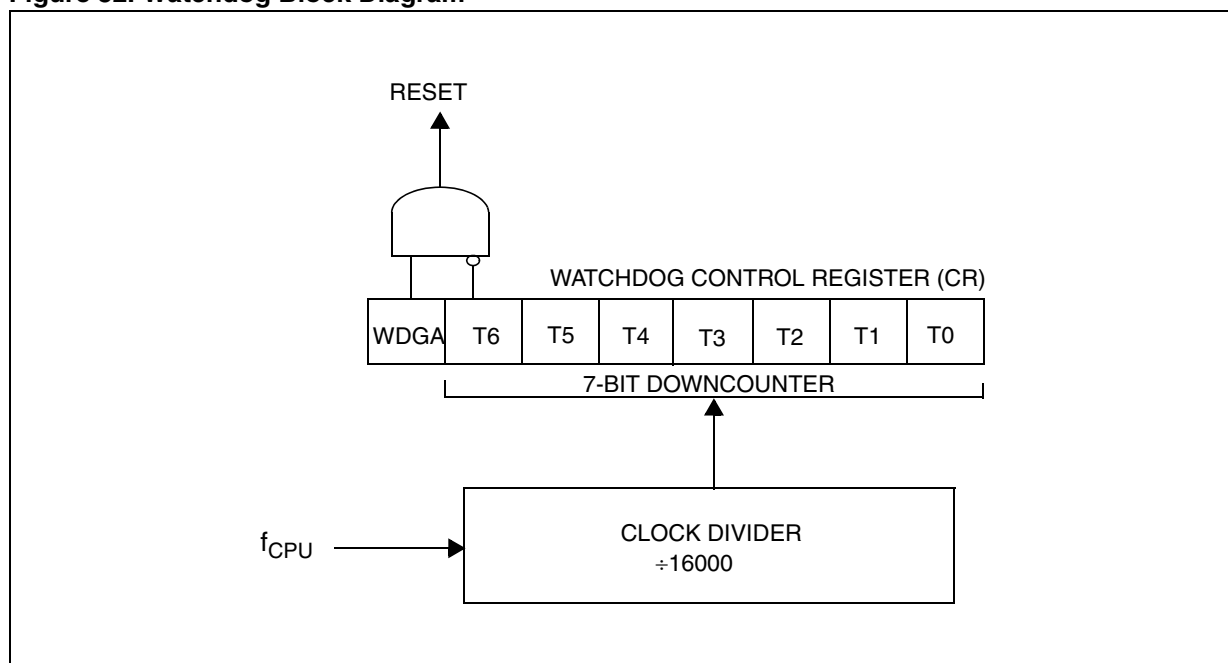 RESET
WATCHDOG CONTROL REGISTER (CR)
WDGA T6 T5 T4 T3 T2 T1 T0
7-BIT DOWNCOUNTER
fCPU
CLOCK DIVIDER
÷16000